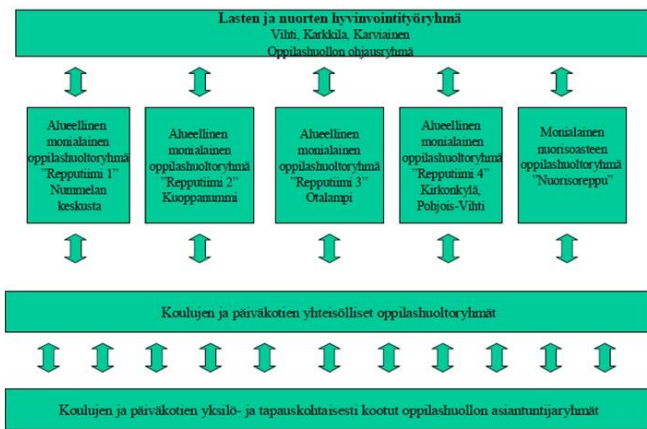 Lasten ja nuorten hyvinvointityöryhmä
Vihti, Karkkila, Karviainen
Oppilashuollon ohjausryhmä
Alueellinen
monialainen
oppilashuoltoryhmä
”Repputiimi 1”
Nummelan
keskusta
Alueellinen
monialainen
oppilashuoltoryhmä
”Repputiimi 2”
Kuoppanummi
Alueellinen
monialainen
oppilashuoltoryhmä
”Repputiimi 3”
Otalampi
Alueellinen
monialainen
oppilashuoltoryhmä
”Repputiimi 4”
Kirkonkylä,
Pohjois-Vihti
Monialainen
nuorisoasteen
oppilashuoltoryhmä
”Nuorisoreppu”
Koulujen ja päiväkotien yhteisölliset oppilashuoltoryhmät
Koulujen ja päiväkotien yksilö- ja tapauskohtaisesti kootut oppilashuollon asiantuntijaryhmät